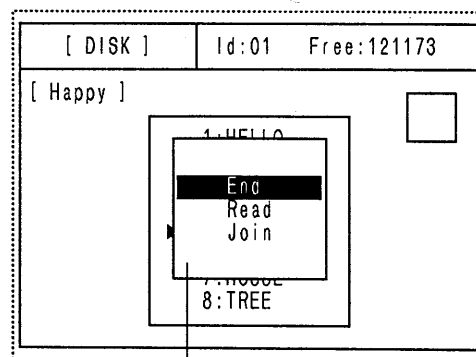 [ DISK ] Id:01 Free:121173
[ Happy ]
End
Read
Join
8:TREE